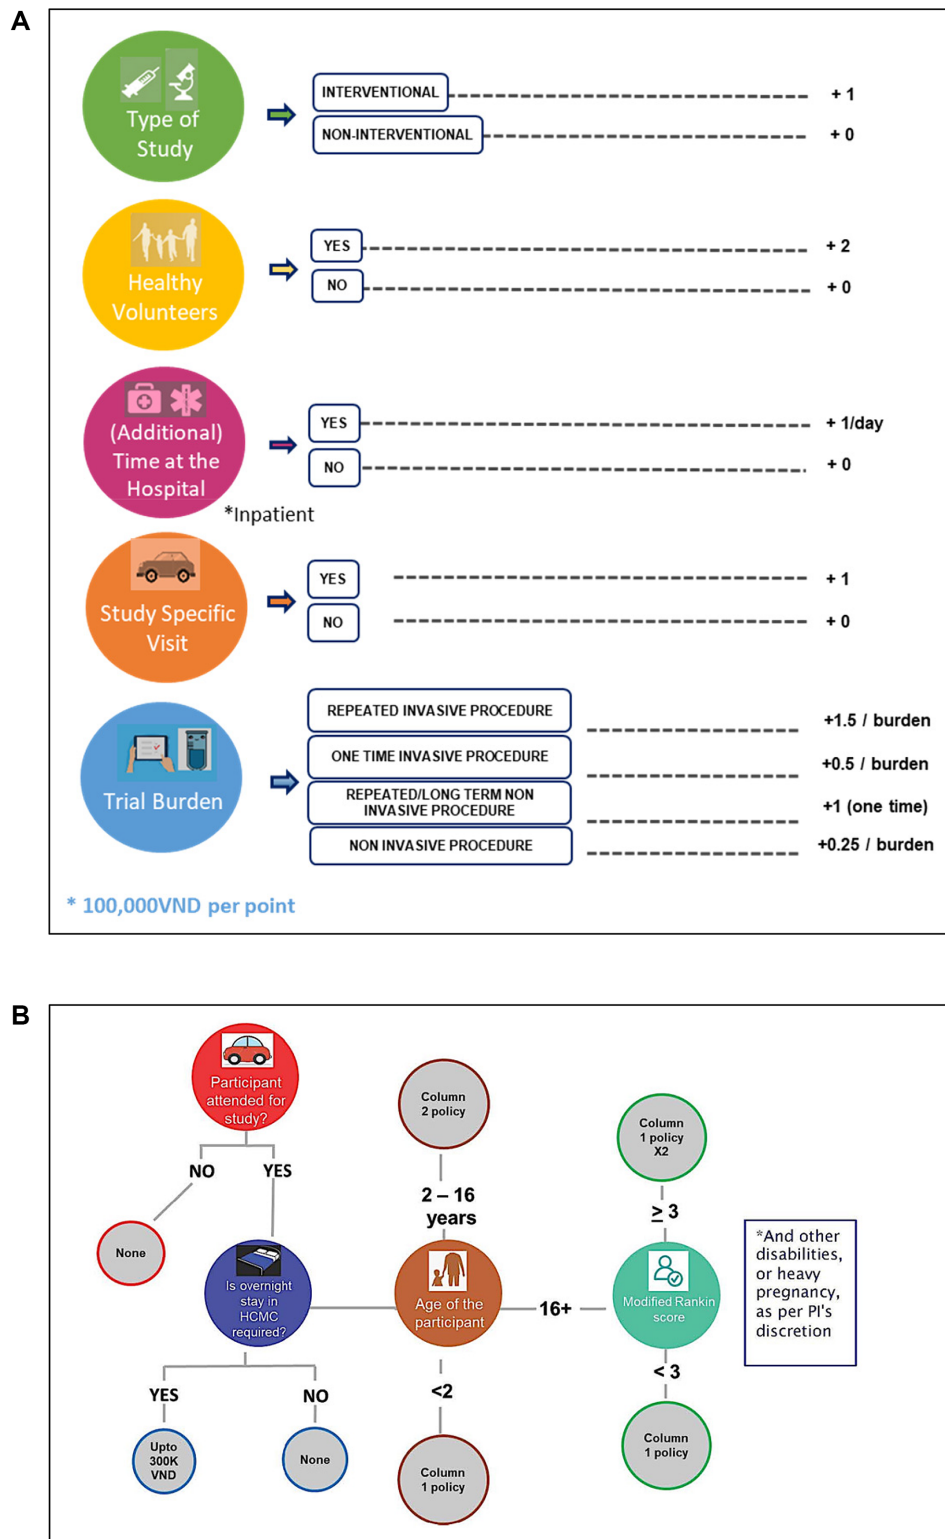 A
Type of
Study
INTERVENTIONAL
+ 1
NON-INTERVENTIONAL
+ 0
Healthy
Volunteers
YES
+ 2
NO
+ 0
(Additional)
Time at the
Hospital
*Inpatient
YES
+ 1/day
NO
+ 0
Study Specific
Visit
YES
+ 1
NO
+ 0
Trial Burden
REPEATED INVASIVE PROCEDURE
+1.5 / burden
ONE TIME INVASIVE PROCEDURE
+0.5 / burden
REPEATED/LONG TERM NON
INVASIVE PROCEDURE
+1 (one time)
NON INVASIVE PROCEDURE
+0.25 / burden
* 100,000VND per point
B
Participant
attended for
study?
NO
YES
None
Is overnight
stay in
HCMC
required?
YES
NO
Upto
300K
VND
None
Column
2 policy
2 – 16
years
Age of the
participant
<2
Column
1 policy
16+
Column
1 policy
X2
≥ 3
Modified Rankin
score
< 3
Column
1 policy
*And other
disabilities,
or heavy
pregnancy,
as per PI's
discretion